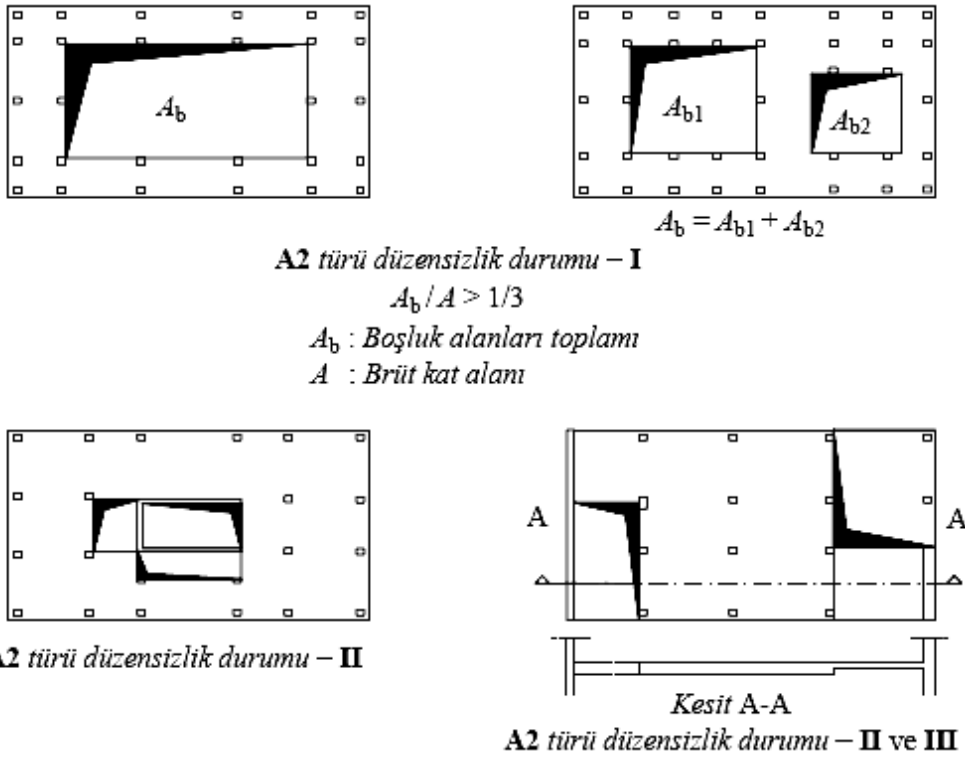 A_b
A_b1
A_b2
A_b = A_b1 + A_b2
A2 türü düzensizlik durumu – I
A_b / A > 1/3
A_b : Boşluk alanları toplamı
A : Brüt kat alanı
A2 türü düzensizlik durumu – II
A
A
Kesit A-A
A2 türü düzensizlik durumu – II ve III